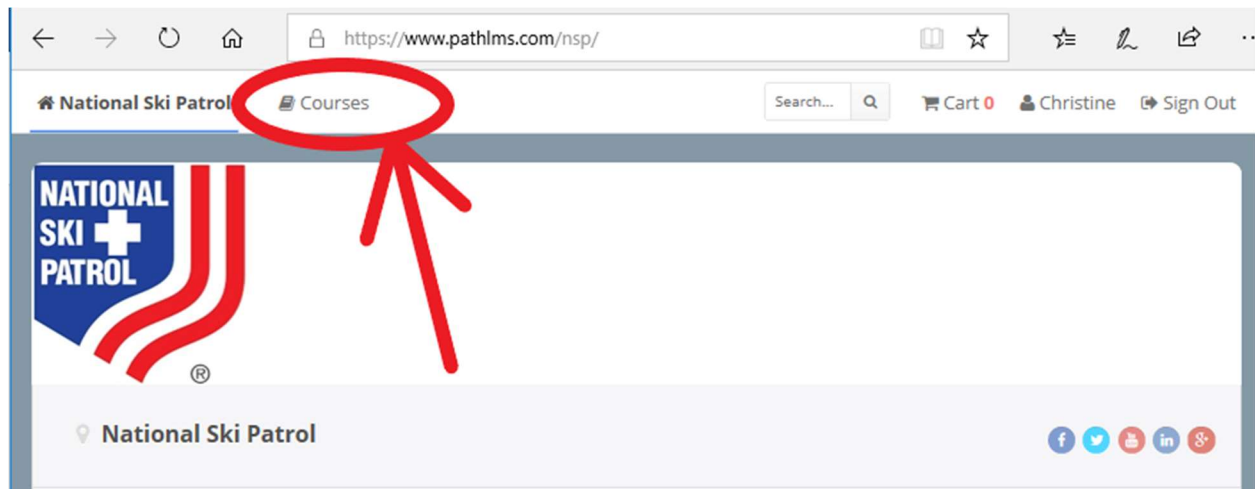 https://www.pathlms.com/nsp/
National Ski Patrol Courses Search... Cart 0 Christine Sign Out
NATIONAL
SKI
PATROL
®
National Ski Patrol